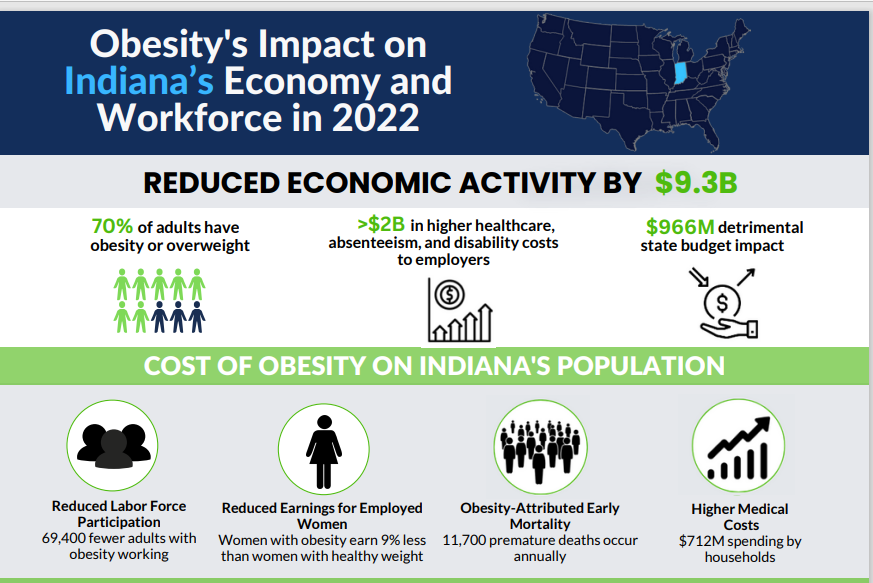 Obesity's Impact on
Indiana's Economy and
Workforce in 2022
REDUCED ECONOMIC ACTIVITY BY $9.3B
70% of adults have
obesity or overweight
>$2B in higher healthcare,
absenteeism, and disability costs
to employers
$966M detrimental
state budget impact
$
$
COST OF OBESITY ON INDIANA'S POPULATION
Reduced Labor Force
Participation
69,400 fewer adults with
obesity working
Reduced Earnings for Employed
Women
Women with obesity earn 9% less
than women with healthy weight
Obesity-Attributed Early
Mortality
11,700 premature deaths occur
annually
Higher Medical
Costs
$712M spending by
households